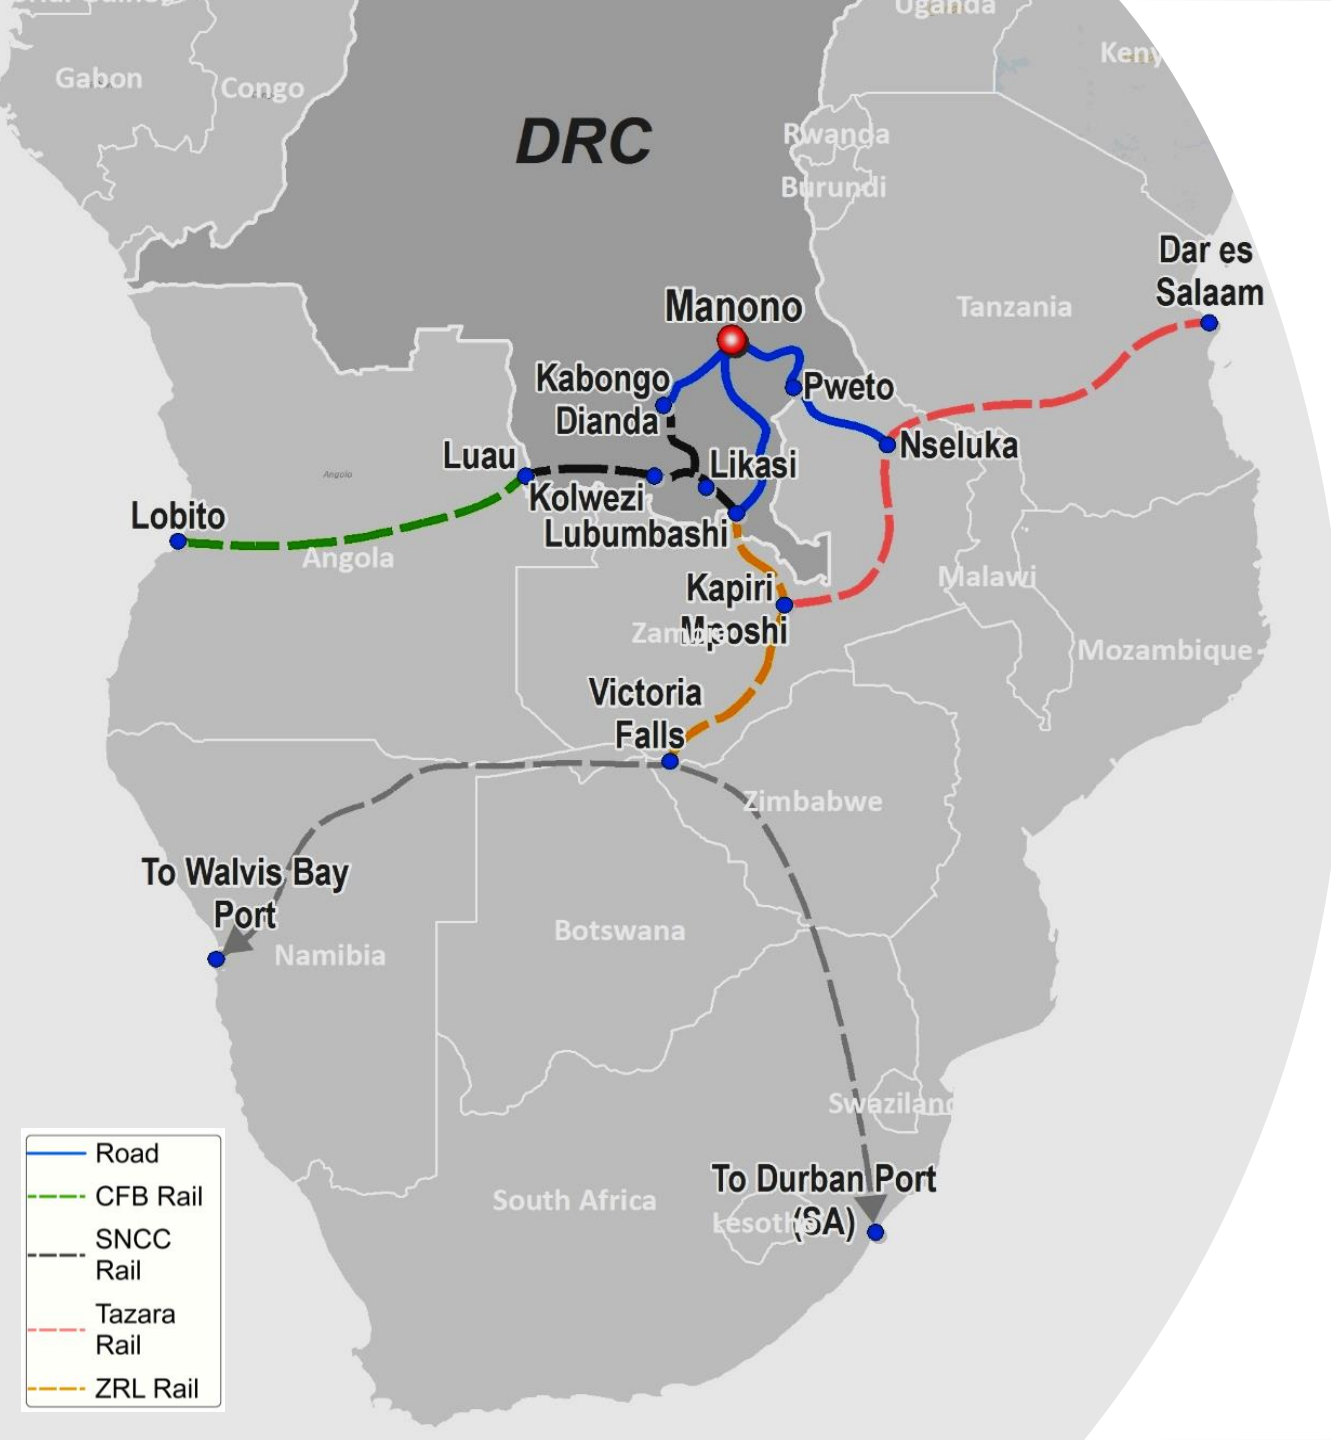 Uganda
Gabon
Congo
DRC
Rwanda
Burundi
Dar es
Salaam
Tanzania
Manono
Kabongo
Dianda
Pweto
Nseluka
Luau
Likasi
Angola
Kolwezi
Lobito
Lubumbashi
Angola
Malawi
Kapiri
Mposhi
Mozambique
Victoria
Falls
Zimbabwe
To Walvis Bay
Port
Botswana
Namibia
Swaziland
Road
CFB Rail
SNCC
Rail
Tazara
Rail
ZRL Rail
South Africa
To Durban Port
(SA)